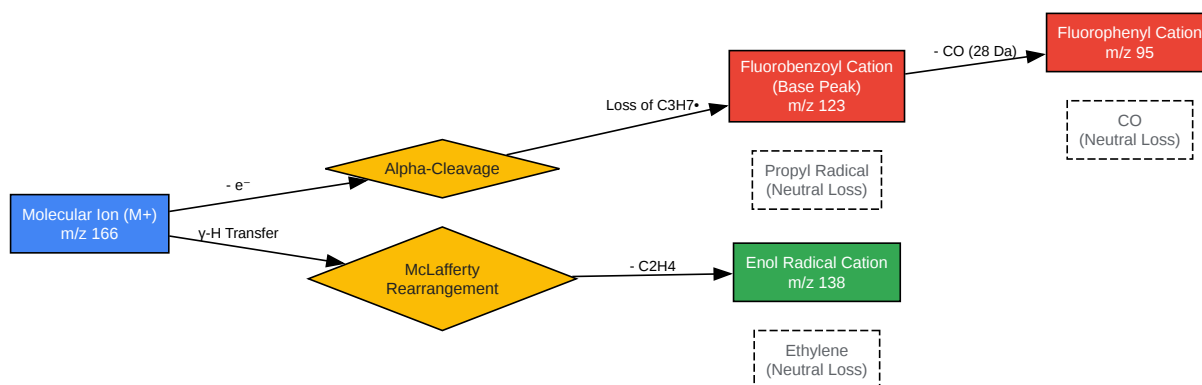 Molecular Ion (M+)
m/z 166
- e⁻
γ-H Transfer
Alpha-Cleavage
McLafferty
Rearrangement
Loss of C3H7•
- C2H4
Fluorobenzoyl Cation
(Base Peak)
m/z 123
Propyl Radical
(Neutral Loss)
Enol Radical Cation
m/z 138
Ethylene
(Neutral Loss)
- CO (28 Da)
Fluorophenyl Cation
m/z 95
CO
(Neutral Loss)